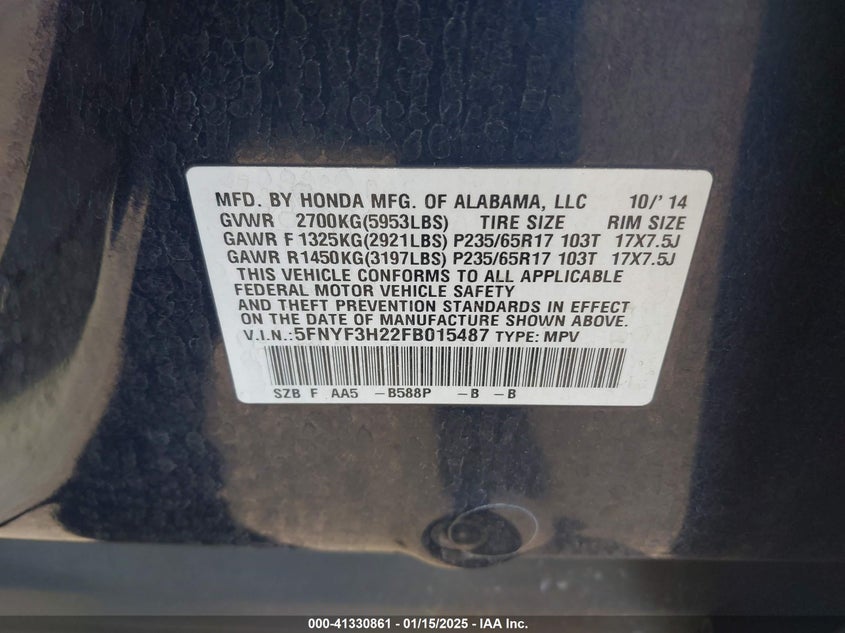 MFD. BY HONDA MFG. OF ALABAMA, LLC 10/' 14
GVWR 2700KG(5953LBS) TIRE SIZE RIM SIZE
GAWR F 1325KG(2921LBS) P235/65R17 103T 17X7.5J
GAWR R1450KG(3197LBS) P235/65R17 103T 17X7.5J
THIS VEHICLE CONFORMS TO ALL APPLICABLE
FEDERAL MOTOR VEHICLE SAFETY
AND THEFT PREVENTION STANDARDS IN EFFECT
ON THE DATE OF MANUFACTURE SHOWN ABOVE.
V.I.N.:5FNYF3H22FB015487 TYPE: MPV
SZB F AA5 -B588P -B -B
000-41330861 - 01/15/2025 - IAA Inc.